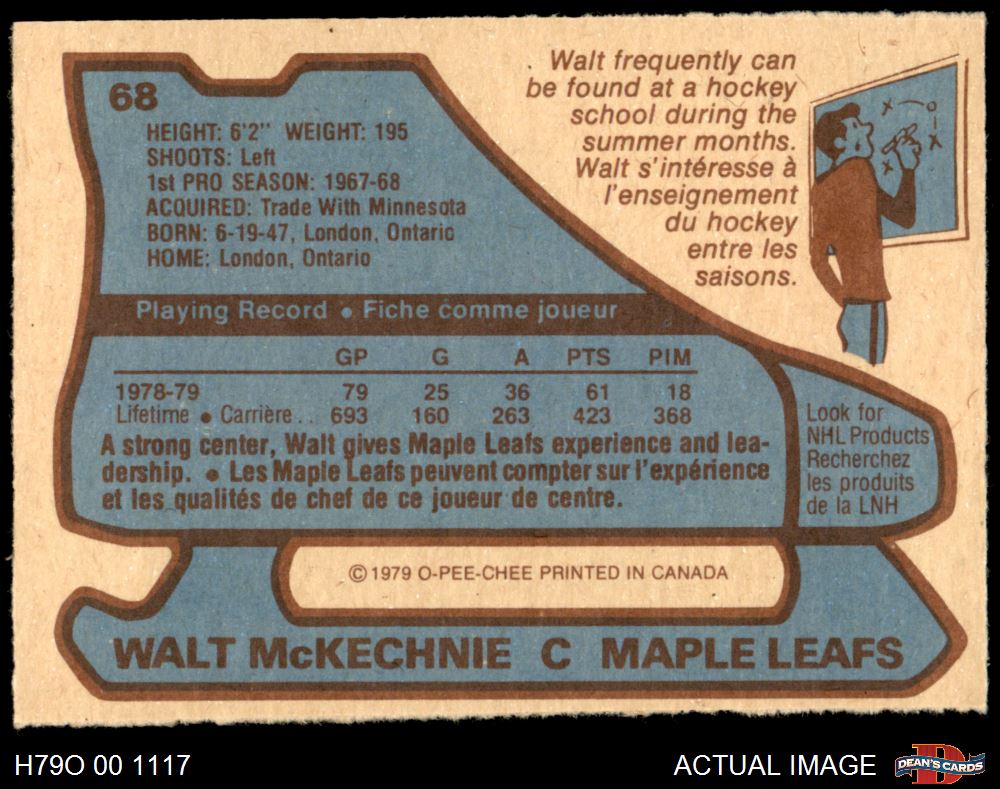 68
HEIGHT: 6'2" WEIGHT: 195
SHOOTS: Left
1st PRO SEASON: 1967-68
ACQUIRED: Trade With Minnesota
BORN: 6-19-47, London, Ontario
HOME: London, Ontario
Walt frequently can
be found at a hockey
school during the
summer months.
Walt s'intéresse à
l'enseignement
du hockey
entre les
saisons.
X O
X X
Playing Record • Fiche comme joueur
GP G A PTS PIM
1978-79 79 25 36 61 18
Lifetime • Carrière.. 693 160 263 423 368
A strong center, Walt gives Maple Leafs experience and lea-
dership. • Les Maple Leafs peuvent compter sur l'expérience
et les qualités de chef de ce joueur de centre.
Look for
NHL Products
Recherchez
les produits
de la LNH
© 1979 O-PEE-CHEE PRINTED IN CANADA
WALT McKECHNIE C MAPLE LEAFS
H79O 00 1117
ACTUAL IMAGE
D
DEAN'S CARDS